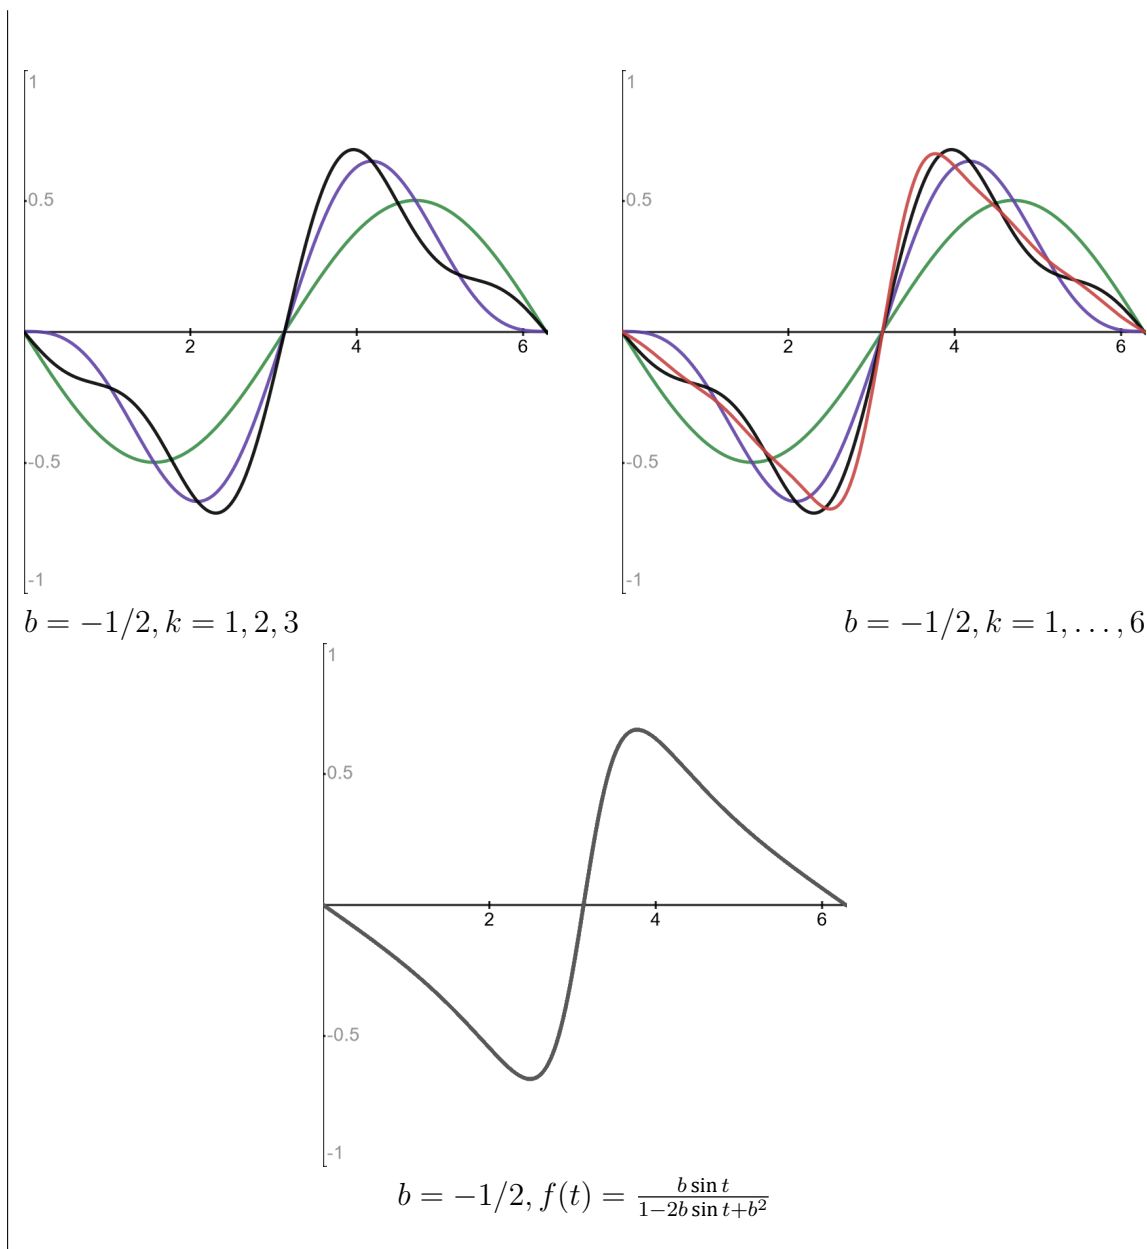 1
0.5
2 4 6
-0.5
-1
1
0.5
2 4 6
-0.5
-1
b = −1/2, k = 1, 2, 3
b = −1/2, k = 1, . . . , 6
1
0.5
2 4 6
-0.5
-1
b = −1/2, f(t) = \frac{b \sin t}{1−2b \sin t+b^2}